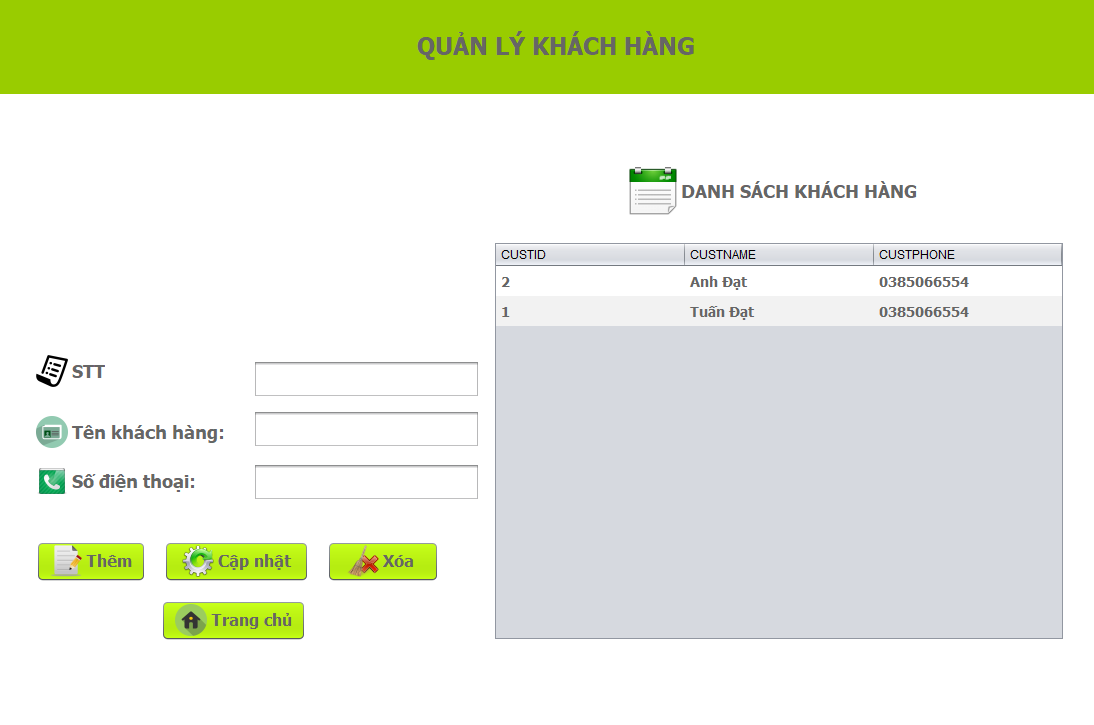 QUẢN LÝ KHÁCH HÀNG
DANH SÁCH KHÁCH HÀNG
CUSTID CUSTNAME CUSTPHONE
2 Anh Đạt 0385066554
1 Tuấn Đạt 0385066554
STT
Tên khách hàng:
Số điện thoại:
Thêm Cập nhật Xóa
Trang chủ